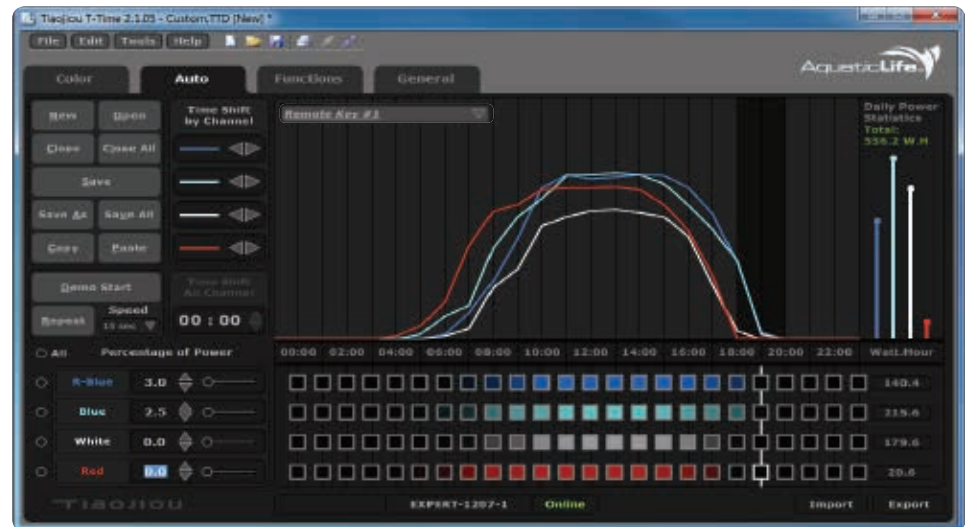 Tiaojiou T-Time 2.1.05 - Custom.TTD [New] *
File Edit Tools Help
AquaticLife
Color Auto Functions General
New Open Time Shift by Channel
Close Close All
Save
Save As Save All
Copy Paste
Remote Key #1
Daily Power
Statistics
Total:
556.2 W.H
Demo Start Time Shift
All Channel
Repeat Speed
15 sec 00 : 00
All Percentage of Power 00:00 02:00 04:00 06:00 08:00 10:00 12:00 14:00 16:00 18:00 20:00 22:00 Watt.Hour
R-Blue 3.0 140.4
Blue 2.5 215.6
White 0.0 179.6
Red 0.0 20.6
TIAOJIOU EXPERT-1207-1 Online Import Export